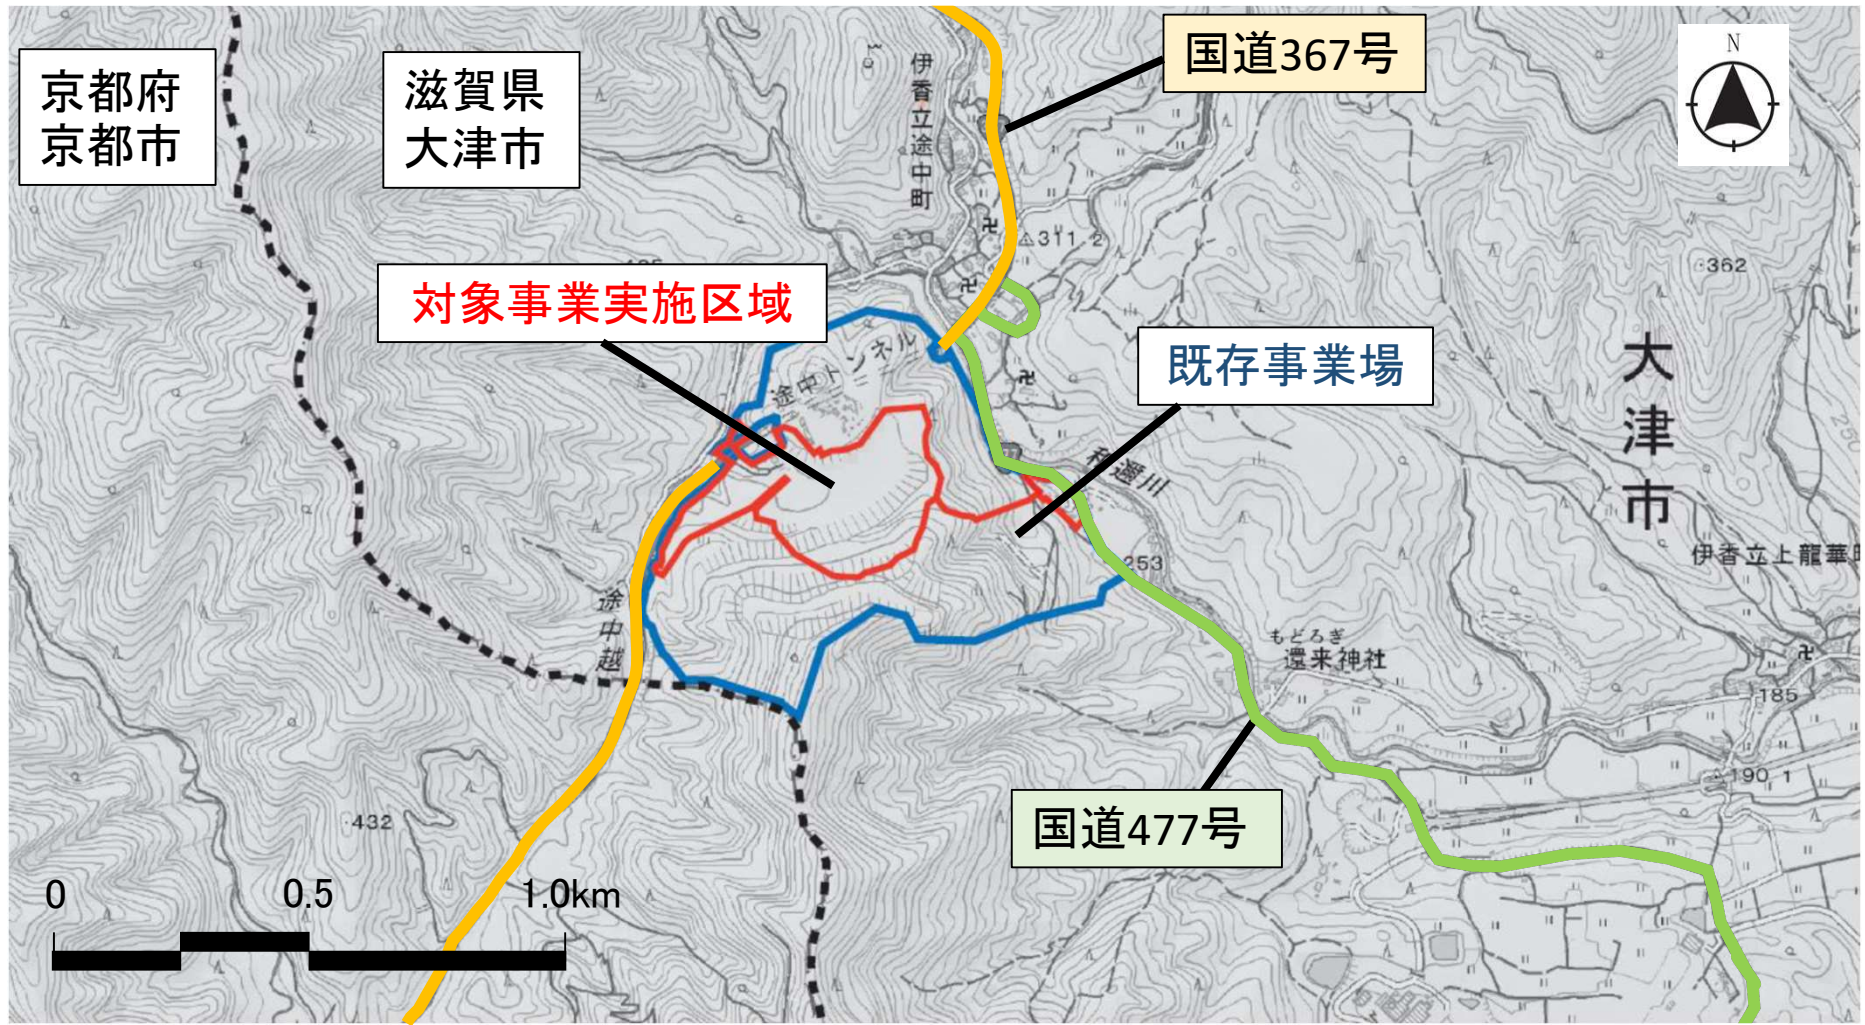 京都府
京都市
滋賀県
大津市
伊香立途中町
国道367号
N
311.2
・362
対象事業実施区域
途中トンネル
既存事業場
大津市
和邇川
253
伊香立上龍華町
途中越
もどろぎ
還来神社
185
190.1
・432
国道477号
0
0.5
1.0km